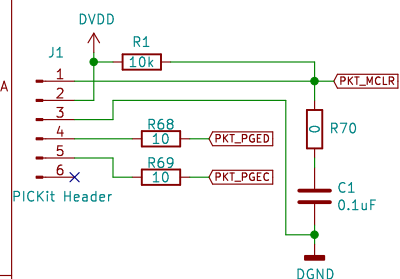 DVDD
J1
R1
10k
1
PKT_MCLR
A
2
3
R68
4
10
PKT_PGED
0
R70
5
R69
10
PKT_PGEC
6
PICKit Header
C1
0.1uF
DGND